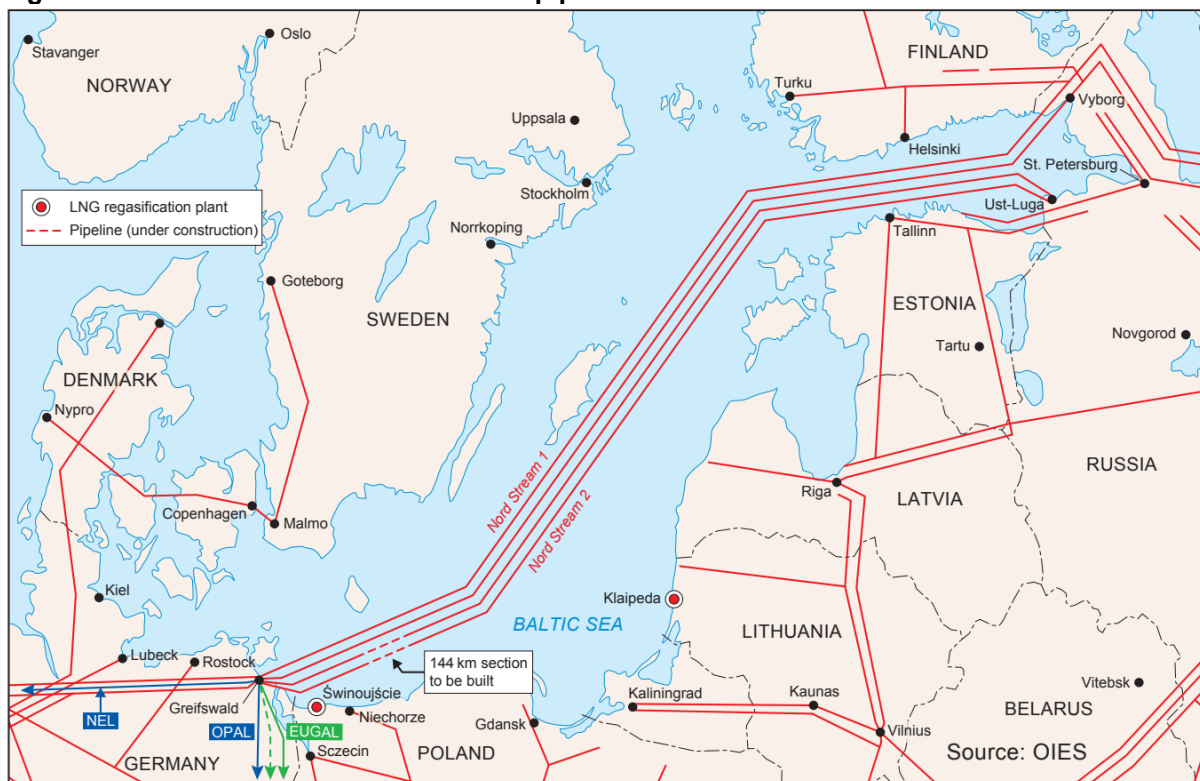 Oslo
Stavanger
NORWAY
FINLAND
Turku
Vyborg
Uppsala
Helsinki
St. Petersburg
Stockholm
LNG regasification plant
Pipeline (under construction)
Ust-Luga
Norrkoping
Tallinn
Goteborg
ESTONIA
SWEDEN
Novgorod
Tartu
DENMARK
Nypro
Nord Stream 1
RUSSIA
Nord Stream 2
Riga
LATVIA
Copenhagen
Malmo
Kiel
Klaipeda
BALTIC SEA
LITHUANIA
Lubeck
Rostock
144 km section
to be built
Vitebsk
Świnoujście
Kaliningrad
Kaunas
NEL
Greifswald
Niechorze
BELARUS
OPAL
EUGAL
Gdansk
Vilnius
Sczecin
POLAND
GERMANY
Source: OIES